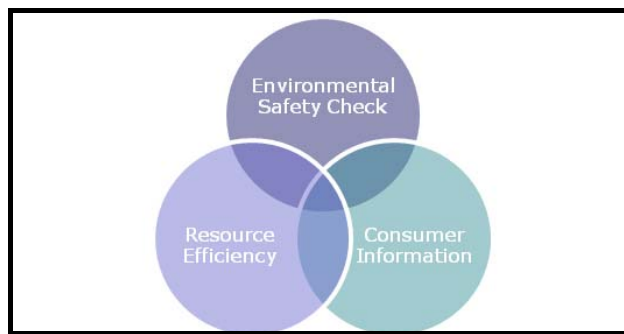 Environmental
Safety Check
Resource
Efficiency
Consumer
Information